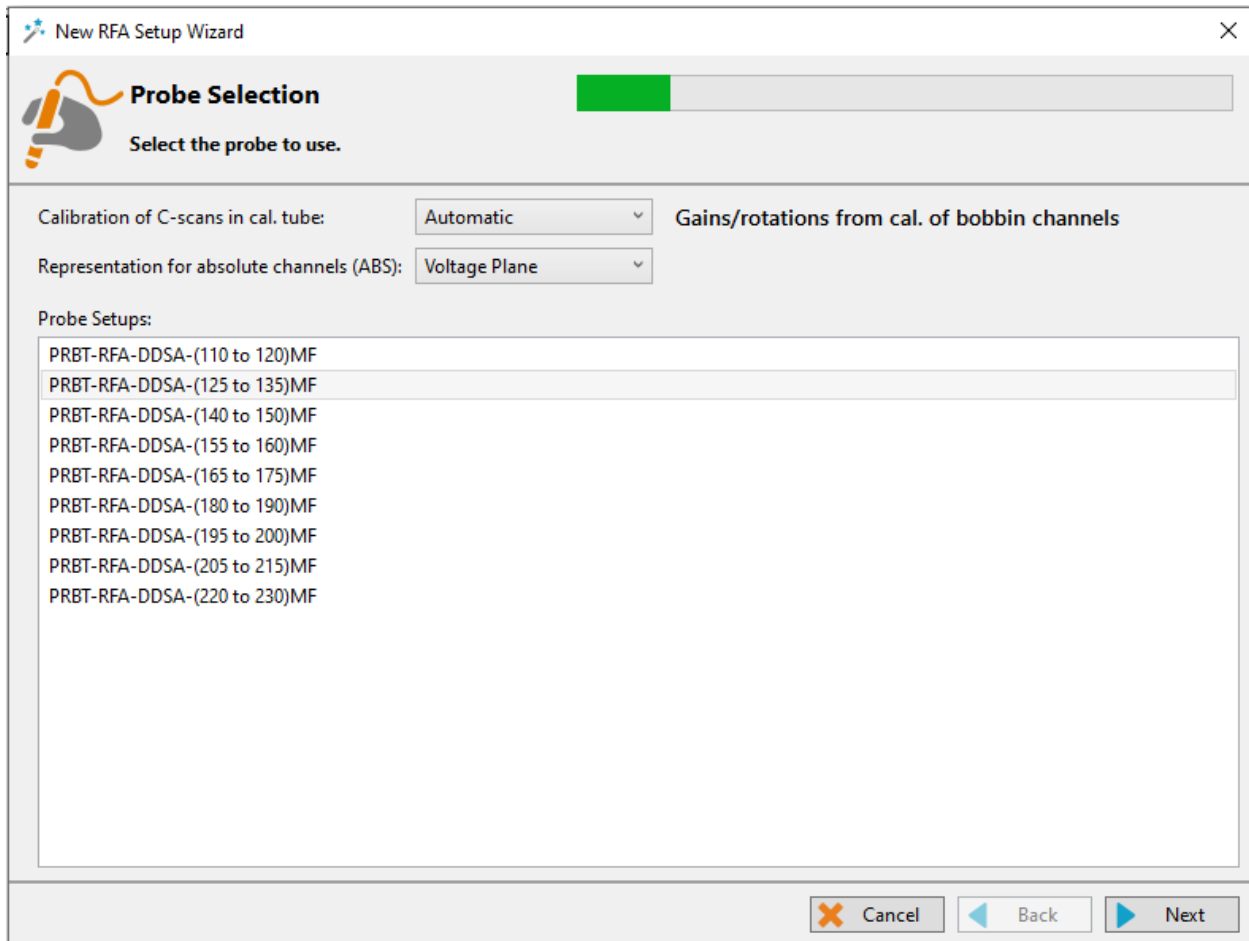 New RFA Setup Wizard
Probe Selection
Select the probe to use.
Calibration of C-scans in cal. tube: Automatic Gains/rotations from cal. of bobbin channels
Representation for absolute channels (ABS): Voltage Plane
Probe Setups:
PRBT-RFA-DDSA-(110 to 120)MF
PRBT-RFA-DDSA-(125 to 135)MF
PRBT-RFA-DDSA-(140 to 150)MF
PRBT-RFA-DDSA-(155 to 160)MF
PRBT-RFA-DDSA-(165 to 175)MF
PRBT-RFA-DDSA-(180 to 190)MF
PRBT-RFA-DDSA-(195 to 200)MF
PRBT-RFA-DDSA-(205 to 215)MF
PRBT-RFA-DDSA-(220 to 230)MF
Cancel Back Next